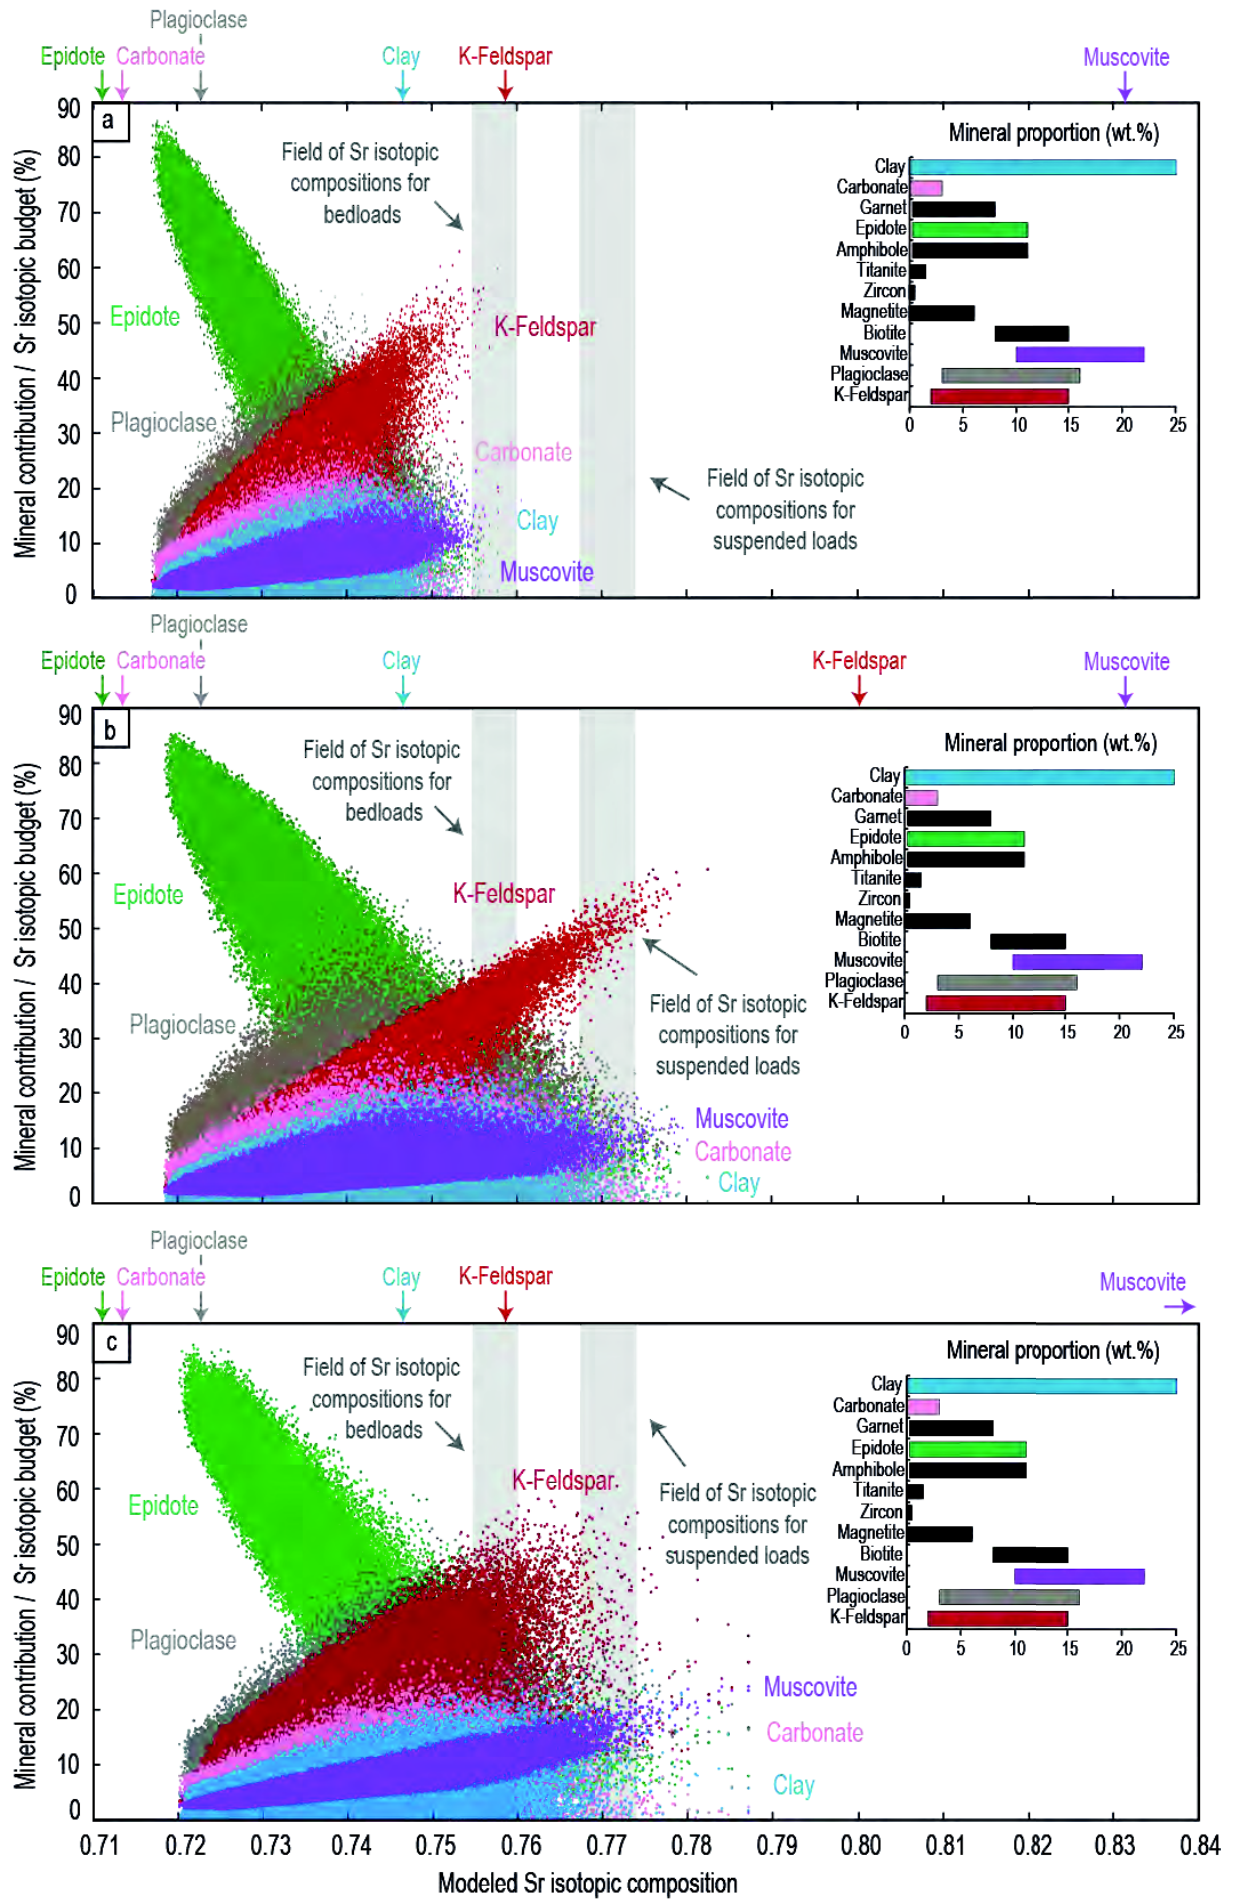 Plagioclase
Epidote Carbonate Clay K-Feldspar Muscovite
a
Mineral contribution / Sr isotopic budget (%)
90
80
70
60
50
40
30
20
10
0
Field of Sr isotopic
compositions for
bedloads
Epidote
Plagioclase
K-Feldspar
Carbonate
Clay
Muscovite
Field of Sr isotopic
compositions for
suspended loads
Mineral proportion (wt.%)
Clay
Carbonate
Garnet
Epidote
Amphibole
Titanite
Zircon
Magnetite
Biotite
Muscovite
Plagioclase
K-Feldspar
0 5 10 15 20 25
Plagioclase
Epidote Carbonate Clay K-Feldspar Muscovite
b
Mineral contribution / Sr isotopic budget (%)
90
80
70
60
50
40
30
20
10
0
Field of Sr isotopic
compositions for
bedloads
K-Feldspar
Epidote
Plagioclase
Field of Sr isotopic
compositions for
suspended loads
Muscovite
Carbonate
Clay
Mineral proportion (wt.%)
Clay
Carbonate
Garnet
Epidote
Amphibole
Titanite
Zircon
Magnetite
Biotite
Muscovite
Plagioclase
K-Feldspar
0 5 10 15 20 25
Plagioclase
Epidote Carbonate Clay K-Feldspar Muscovite
c
Mineral contribution / Sr isotopic budget (%)
90
80
70
60
50
40
30
20
10
0
Field of Sr isotopic
compositions for
bedloads
K-Feldspar
Epidote
Plagioclase
Field of Sr isotopic
compositions for
suspended loads
Muscovite
Carbonate
Clay
Mineral proportion (wt.%)
Clay
Carbonate
Garnet
Epidote
Amphibole
Titanite
Zircon
Magnetite
Biotite
Muscovite
Plagioclase
K-Feldspar
0 5 10 15 20 25
0.71 0.72 0.73 0.74 0.75 0.76 0.77 0.78 0.79 0.80 0.81 0.82 0.83 0.84
Modeled Sr isotopic composition